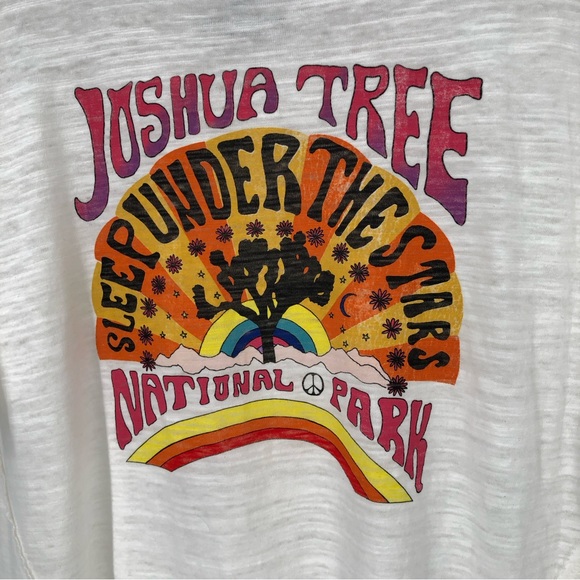 JOSHUA TREE
SLEEP UNDER THE STARS
NATIONAL PARK